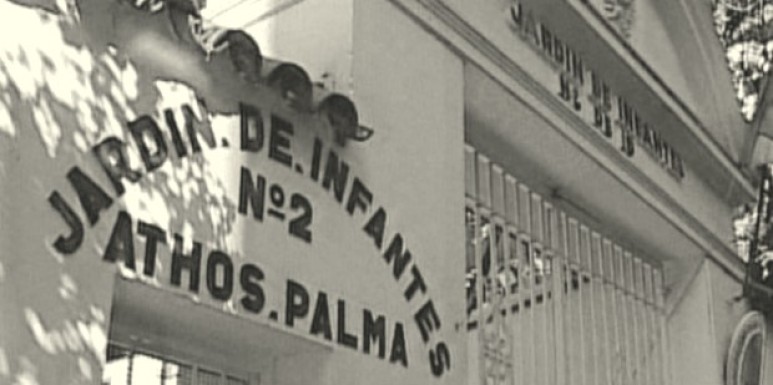 JARDIN. DE. INFANTES
Nº2
ATHOS. PALMA
JARDIN DE INFANTES